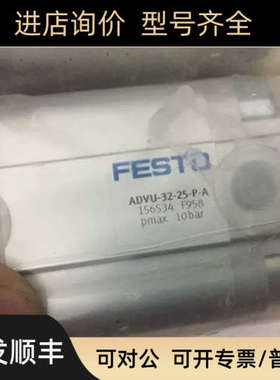 进店询价 型号齐全
FESTO
ADVU-32-25-P-A
156534 F958
pmax 10bar
发顺丰
可对公 可开专票/普